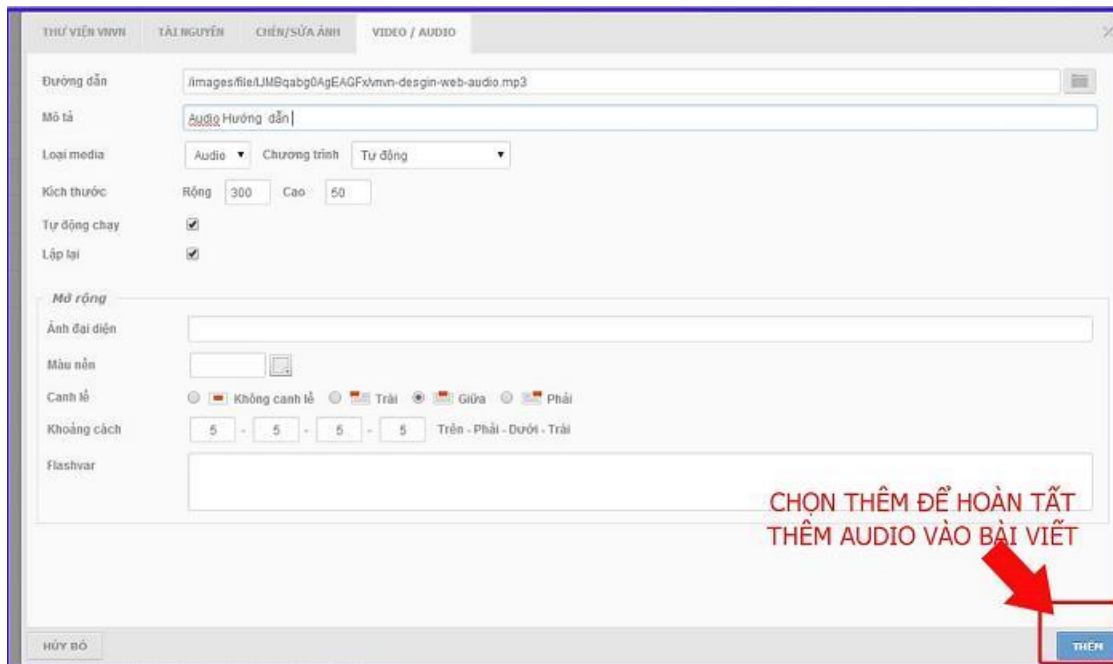 THƯ VIỆN VNVN TÀI NGUYÊN CHÈN/SỬA ẢNH VIDEO / AUDIO
Đường dẫn /images/file/LIMBqabg0AgEAGFx/vnvn-desgin-web-audio.mp3
Mô tả Audio Hướng dẫn
Loại media Audio Chương trình Tự động
Kích thước Rộng 300 Cao 50
Tự động chạy
Lặp lại
Mở rộng
Ảnh đại diện
Màu nền
Canh lề Không canh lề Trái Giữa Phải
Khoảng cách 5 - 5 - 5 - 5 Trên - Phải - Dưới - Trái
Flashvar
CHỌN THÊM ĐỂ HOÀN TẤT
THÊM AUDIO VÀO BÀI VIẾT
HỦY BỎ THÊM